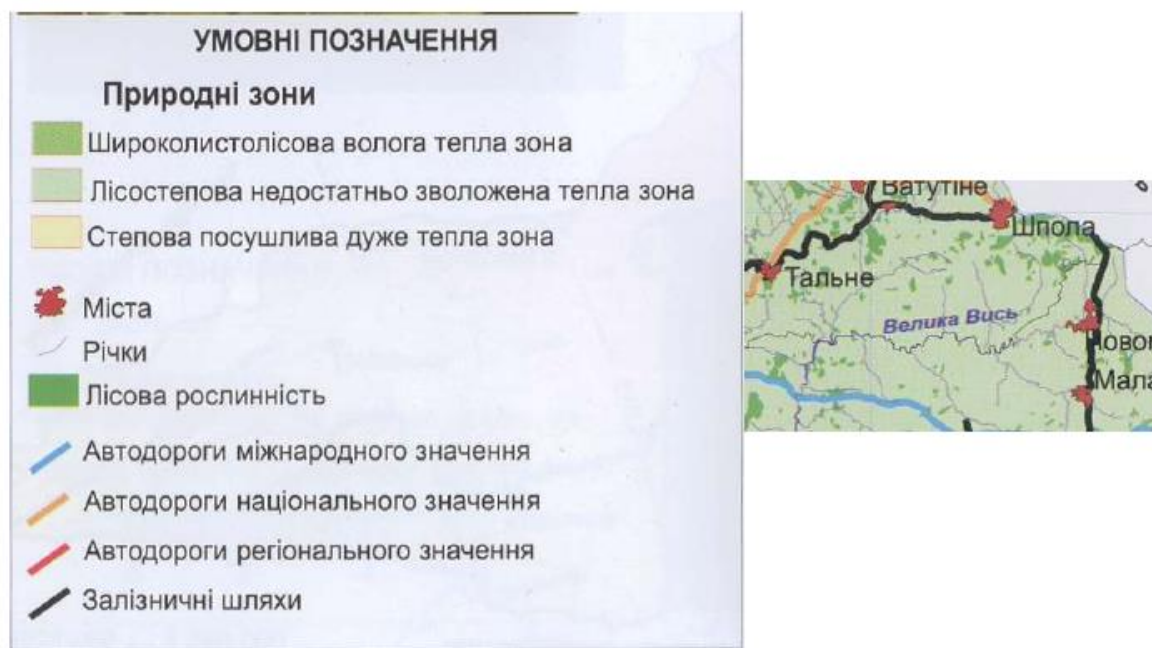 УМОВНІ ПОЗНАЧЕННЯ
Природні зони
Широколистолісова волога тепла зона
Лісостепова недостатньо зволожена тепла зона
Степова посушлива дуже тепла зона
Міста
Річки
Лісова рослинність
Автодороги міжнародного значення
Автодороги національного значення
Автодороги регіонального значення
Залізничні шляхи
Ватутіне
Шпола
Тальне
Велика Вись
Мала